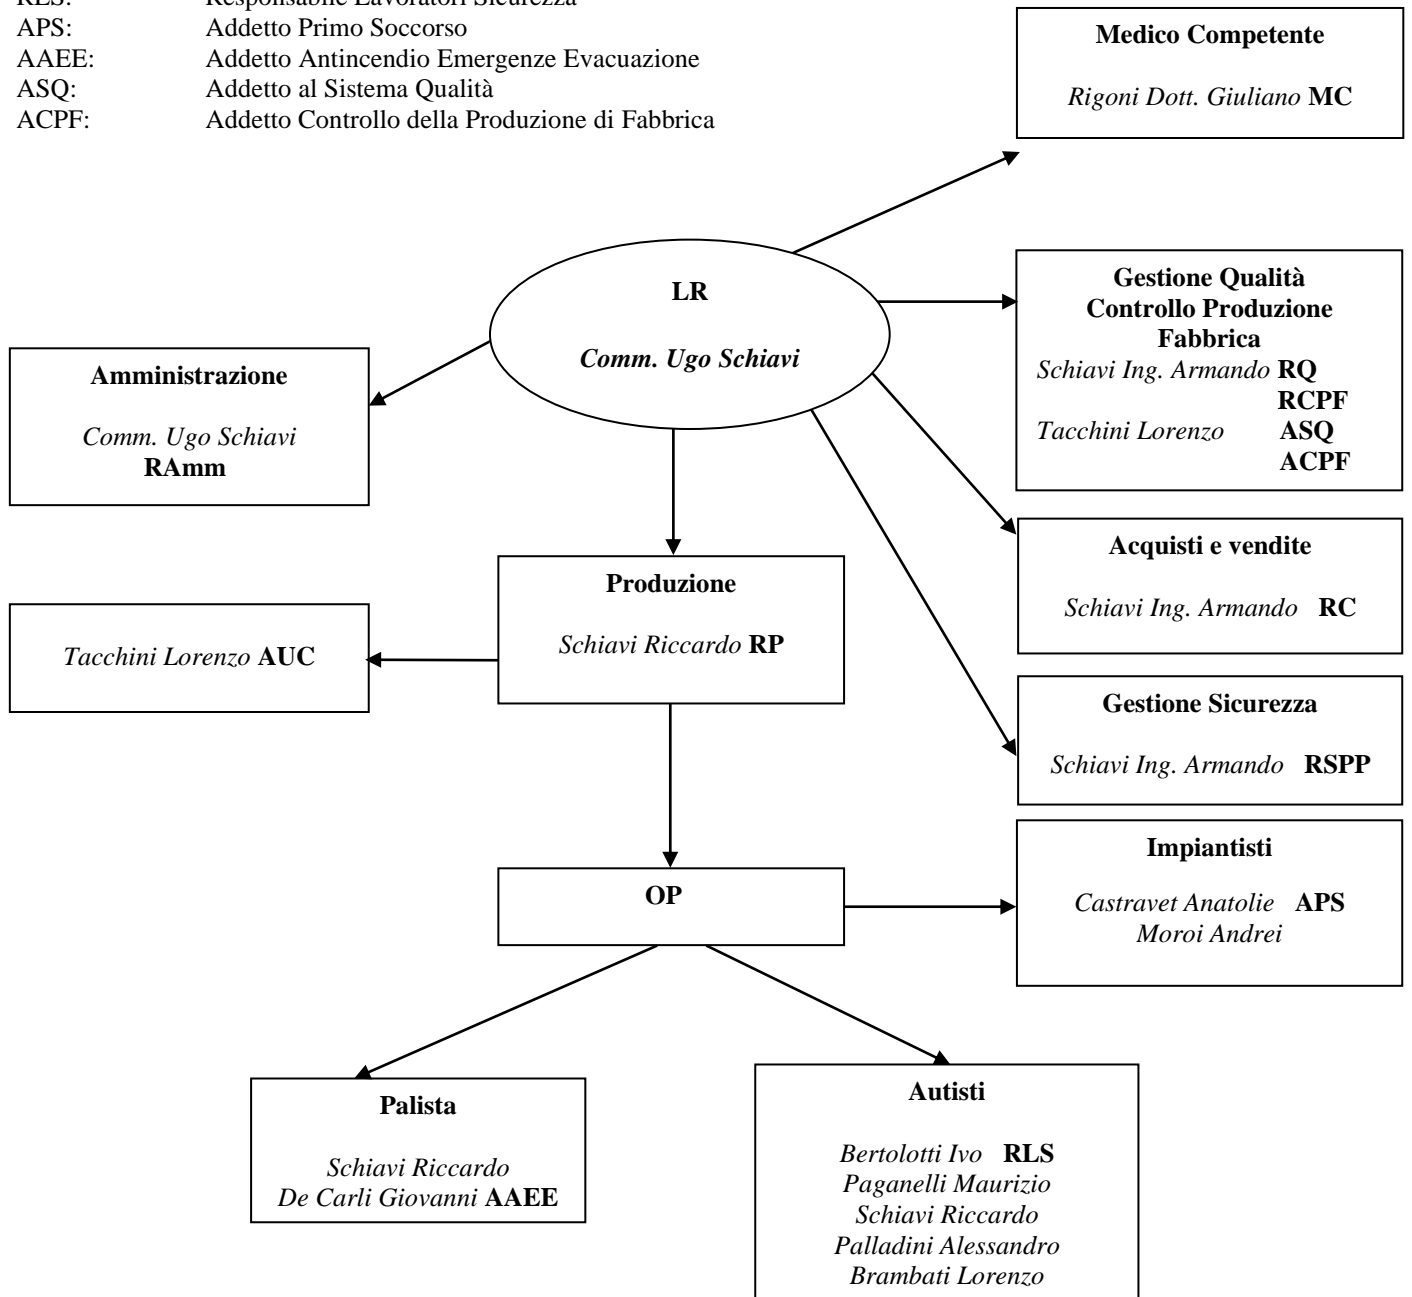 RLS: Responsabile Lavoratori Sicurezza
APS: Addetto Primo Soccorso
AAEE: Addetto Antincendio Emergenze Evacuazione
ASQ: Addetto al Sistema Qualità
ACPF: Addetto Controllo della Produzione di Fabbrica
Medico Competente
Rigoni Dott. Giuliano MC
LR
Comm. Ugo Schiavi
Gestione Qualità
Controllo Produzione
Fabbrica
Schiavi Ing. Armando RQ
RCPF
Tacchini Lorenzo ASQ
ACPF
Amministrazione
Comm. Ugo Schiavi
RAmm
Acquisti e vendite
Schiavi Ing. Armando RC
Produzione
Schiavi Riccardo RP
Tacchini Lorenzo AUC
Gestione Sicurezza
Schiavi Ing. Armando RSPP
Impiantisti
Castravet Anatolie APS
Moroi Andrei
OP
Palista
Schiavi Riccardo
De Carli Giovanni AAEE
Autisti
Bertolotti Ivo RLS
Paganelli Maurizio
Schiavi Riccardo
Palladini Alessandro
Brambati Lorenzo